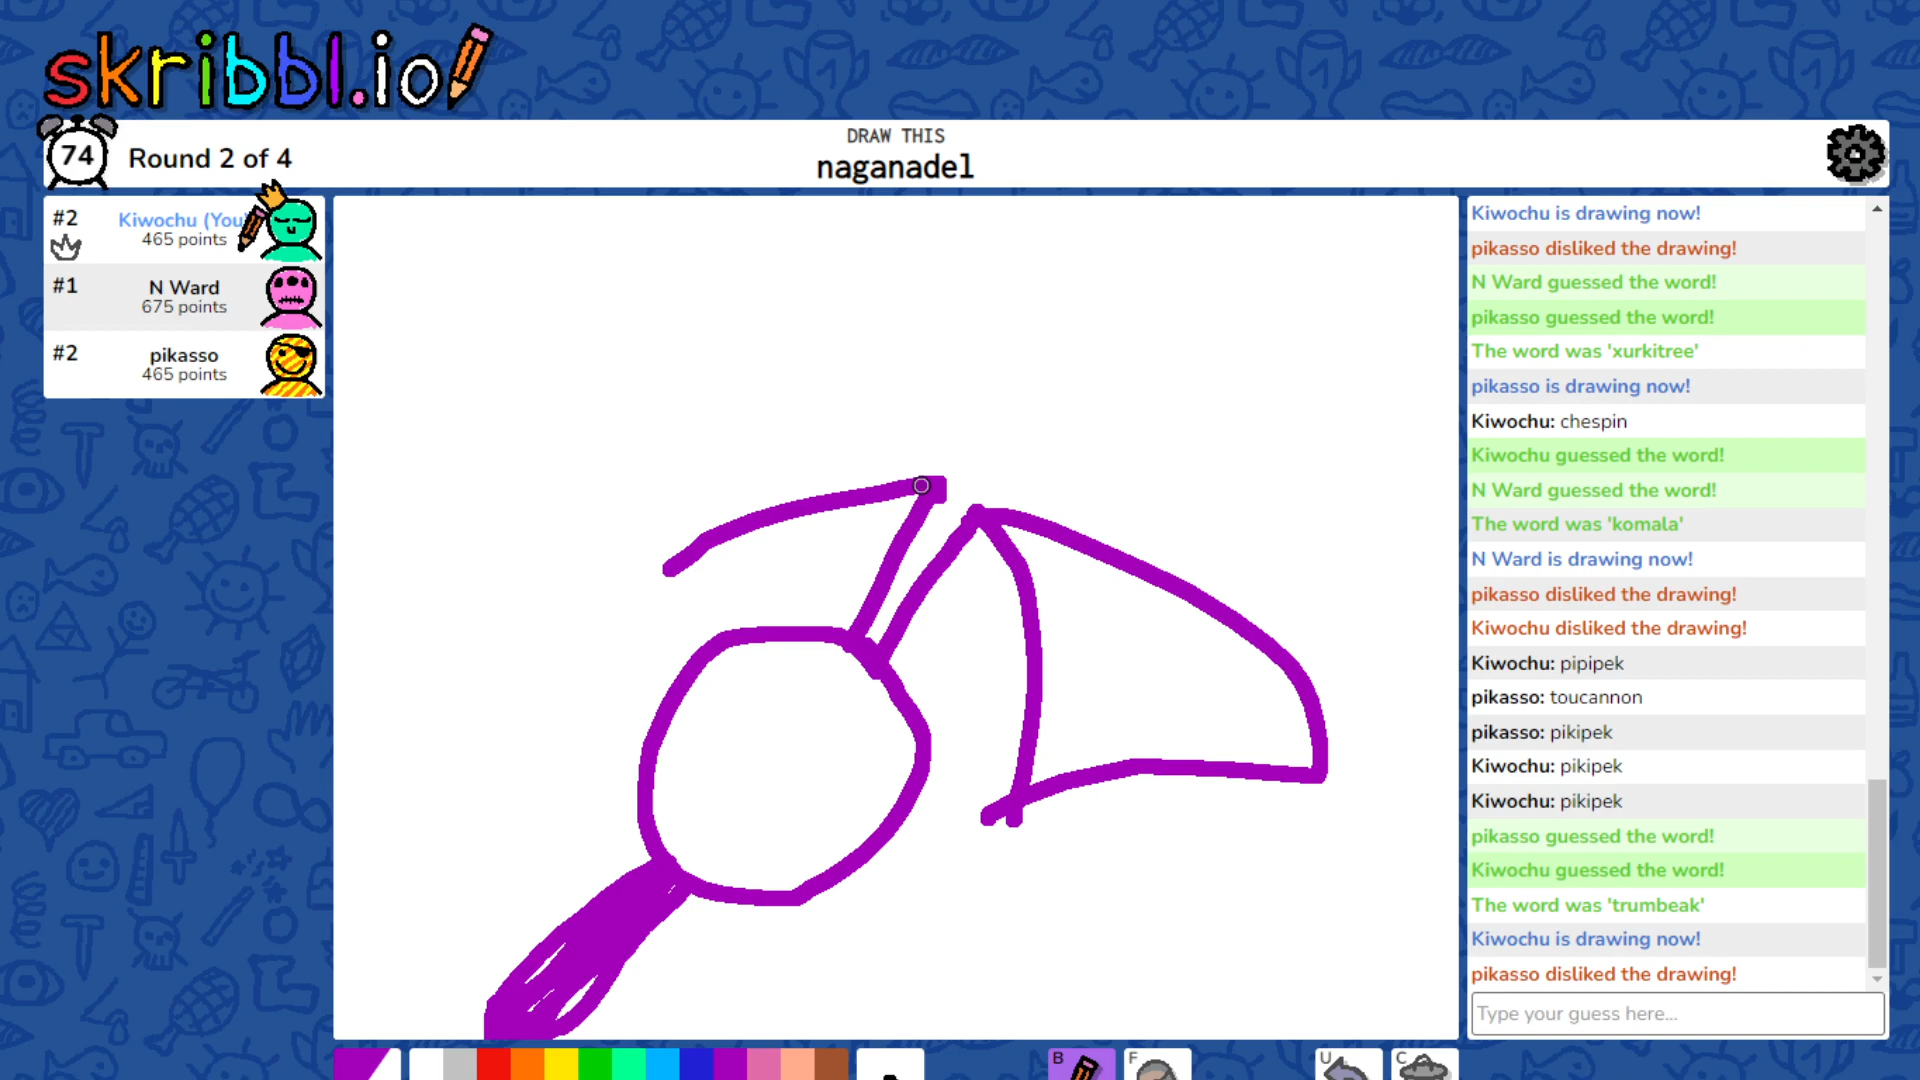 skribbl.io
74
Round 2 of 4
DRAW THIS
naganadel
#2
Kiwochu (You)
465 points
#1
N Ward
675 points
#2
pikasso
465 points
Kiwochu is drawing now!
pikasso disliked the drawing!
N Ward guessed the word!
pikasso guessed the word!
The word was 'xurkitree'
pikasso is drawing now!
Kiwochu: chespin
Kiwochu guessed the word!
N Ward guessed the word!
The word was 'komala'
N Ward is drawing now!
pikasso disliked the drawing!
Kiwochu disliked the drawing!
Kiwochu: pipipek
pikasso: toucannon
pikasso: pikipek
Kiwochu: pikipek
Kiwochu: pikipek
pikasso guessed the word!
Kiwochu guessed the word!
The word was 'trumbeak'
Kiwochu is drawing now!
pikasso disliked the drawing!
Type your guess here...
B
F
U
C